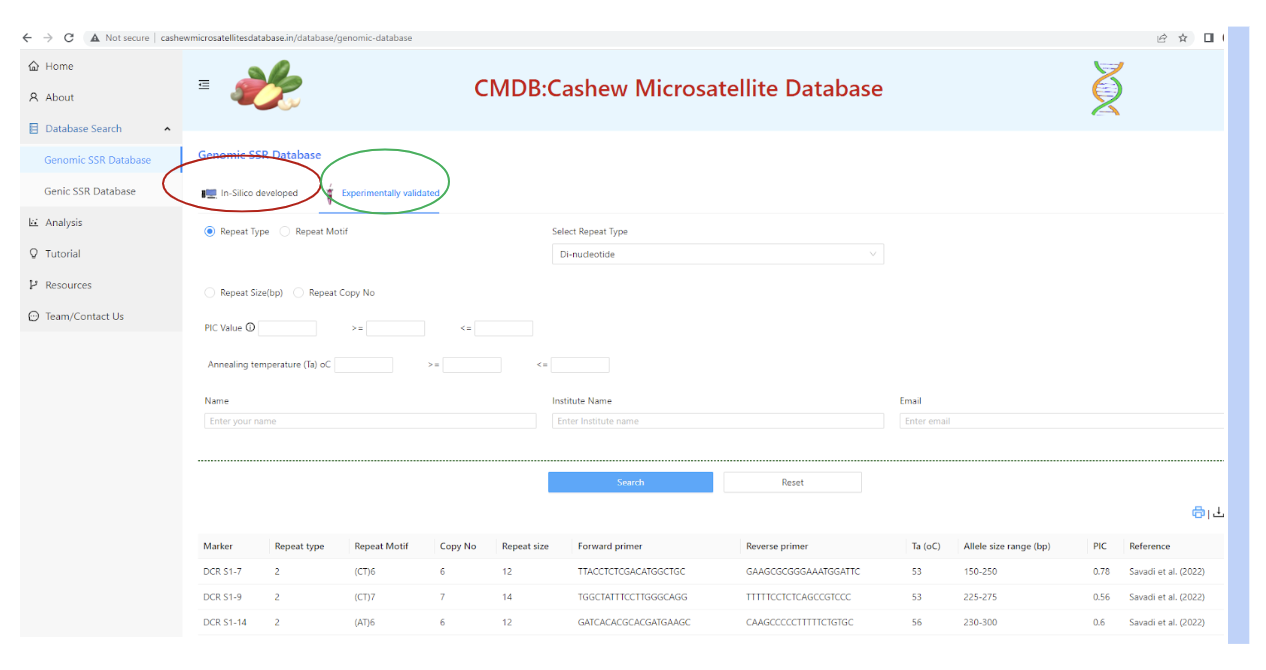 Not secure | cashewmicrosatellitesdatabase.in/database/genomic-database
Home
About
Database Search
Genomic SSR Database
Genic SSR Database
Analysis
Tutorial
Resources
Team/Contact Us
CMDB:Cashew Microsatellite Database
Genomic SSR Database
In-Silico developed Experimentally validated
Repeat Type Repeat Motif Select Repeat Type
Di-nucleotide
Repeat Size(bp) Repeat Copy No
PIC Value >= <=
Annealing temperature (Ta) oC >= <=
Name Institute Name Email
Enter your name Enter Institute name Enter email
Search Reset
Marker Repeat type Repeat Motif Copy No Repeat size Forward primer Reverse primer Ta (oC) Allele size range (bp) PIC Reference
DCR S1-7 2 (CT)6 6 12 TTACCTCTCGACATGGCTGC GAAGCGCGGGAAATGGATTC 53 150-250 0.78 Savadi et al. (2022)
DCR S1-9 2 (CT)7 7 14 TGGCTATTTCCTTGGGCAGG TTTTTCCTCTCAGCCGTCCC 53 225-275 0.56 Savadi et al. (2022)
DCR S1-14 2 (AT)6 6 12 GATCACACGCACGATGAAGC CAAGCCCCCTTTTTCTGTGC 56 230-300 0.6 Savadi et al. (2022)